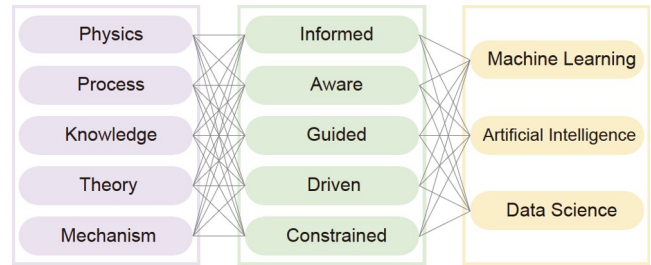 Physics
Process
Knowledge
Theory
Mechanism
Informed
Aware
Guided
Driven
Constrained
Machine Learning
Artificial Intelligence
Data Science